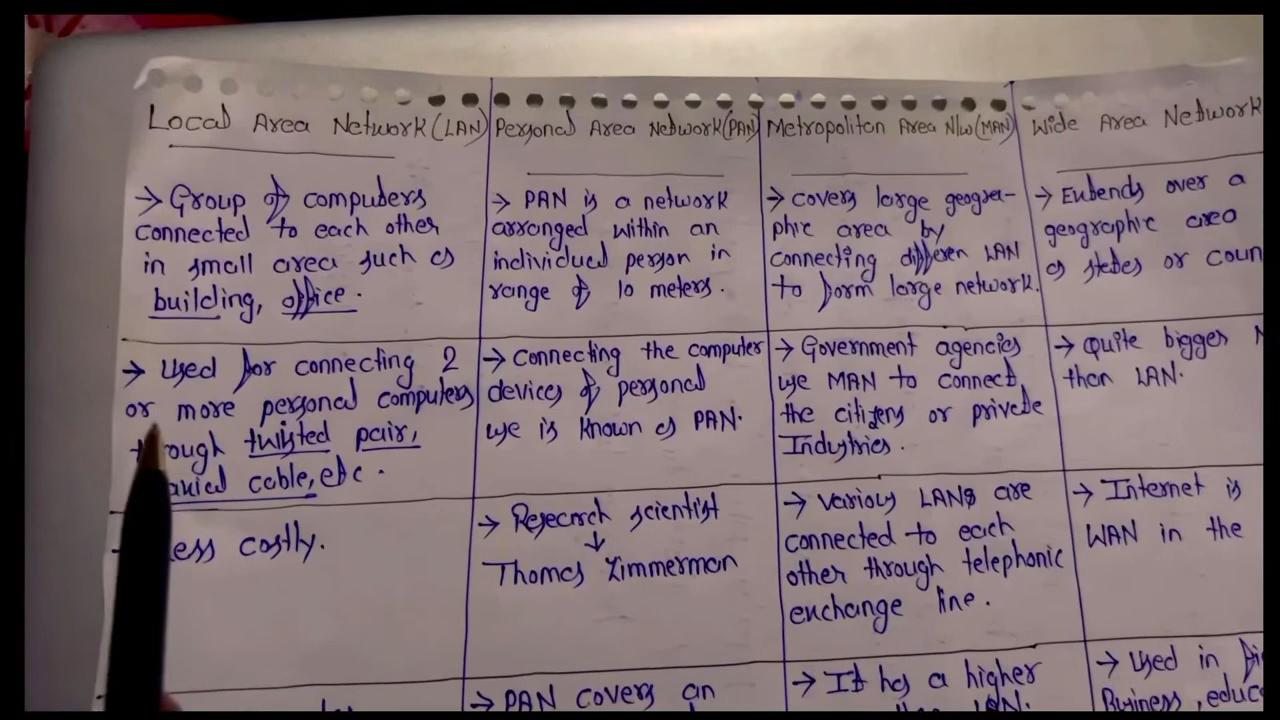 Local Area Network(LAN)
→ Group of computers
connected to each other
in small area such as
building, office.
→ Used for connecting 2
or more personal computers
twisted pair,
cable, etc.
costly.
Personal Area Network(PAN)
→ PAN is a network
arranged within an
individual person in
range of 10 meters.
→ Connecting the computer
devices of personal
use is known as PAN.
→ Research scientist
↓
Thomas Zimmerman
→ PAN covers an
Metropolitan Area N/w(MAN)
→ covers large geogra-
phic area by
connecting differen LAN
to form large network.
→ Government agencies
use MAN to connect
the citizens or private
Industries.
→ Various LANs are
connected to each
other through telephonic
exchange line.
→ It has a higher
LAN.
Wide Area Network
→ Extends over a
geographic area
as states or
→ Quite bigger
than LAN.
→ Internet is
WAN in the
→ Used in
Business,